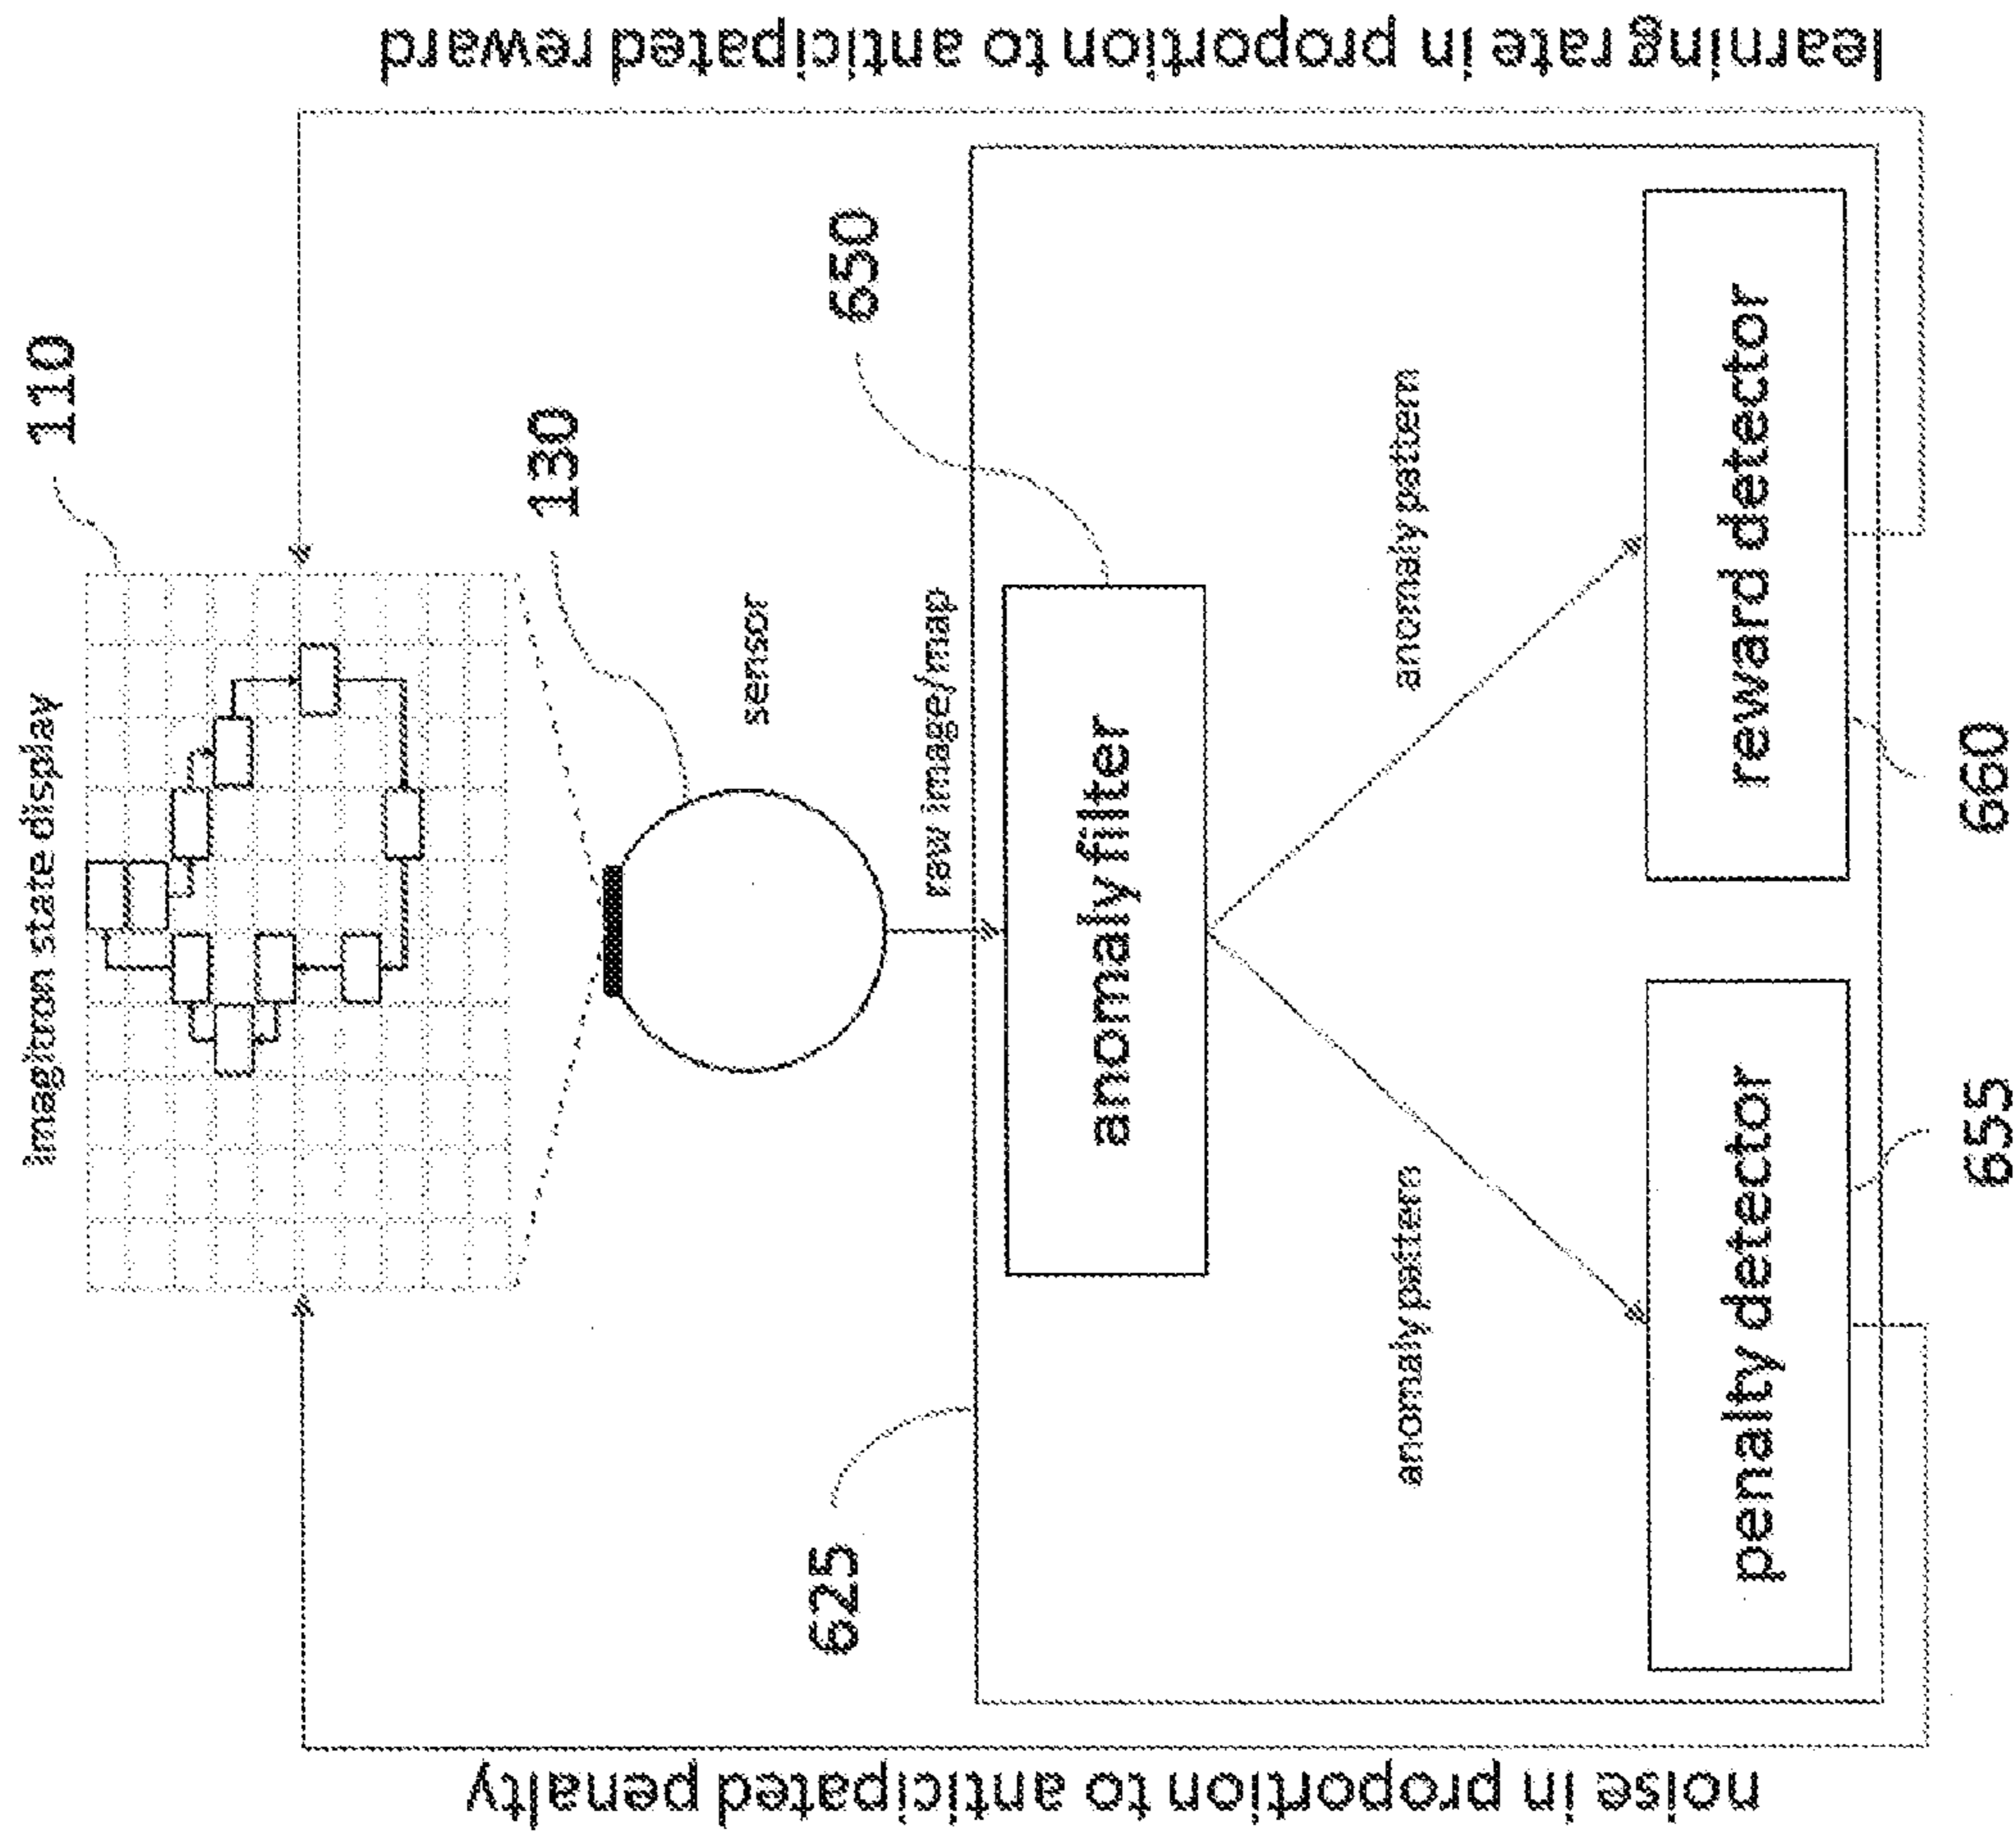 imagitron state display
110
130
sensor
raw image/map
650
625
anomaly filter
anomaly pattern
anomaly pattern
penalty detector
reward detector
655
660
noise in proportion to anticipated penalty
learning rate in proportion to anticipated reward